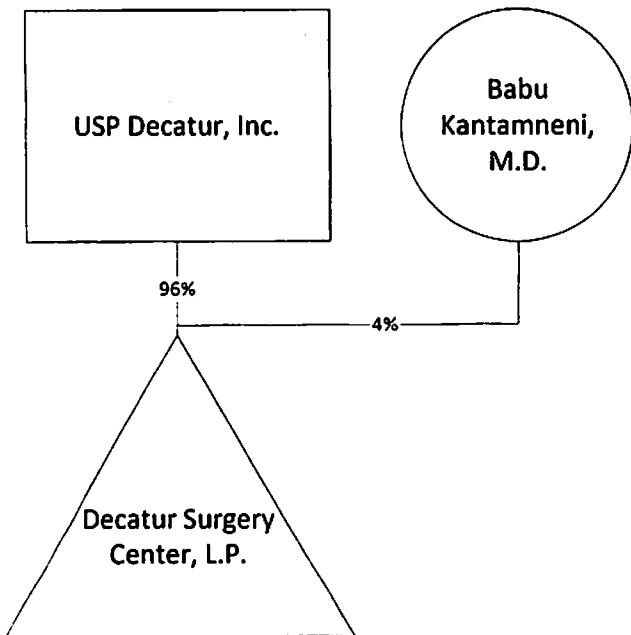 USP Decatur, Inc.
Babu
Kantamneni,
M.D.
96%
4%
Decatur Surgery
Center, L.P.